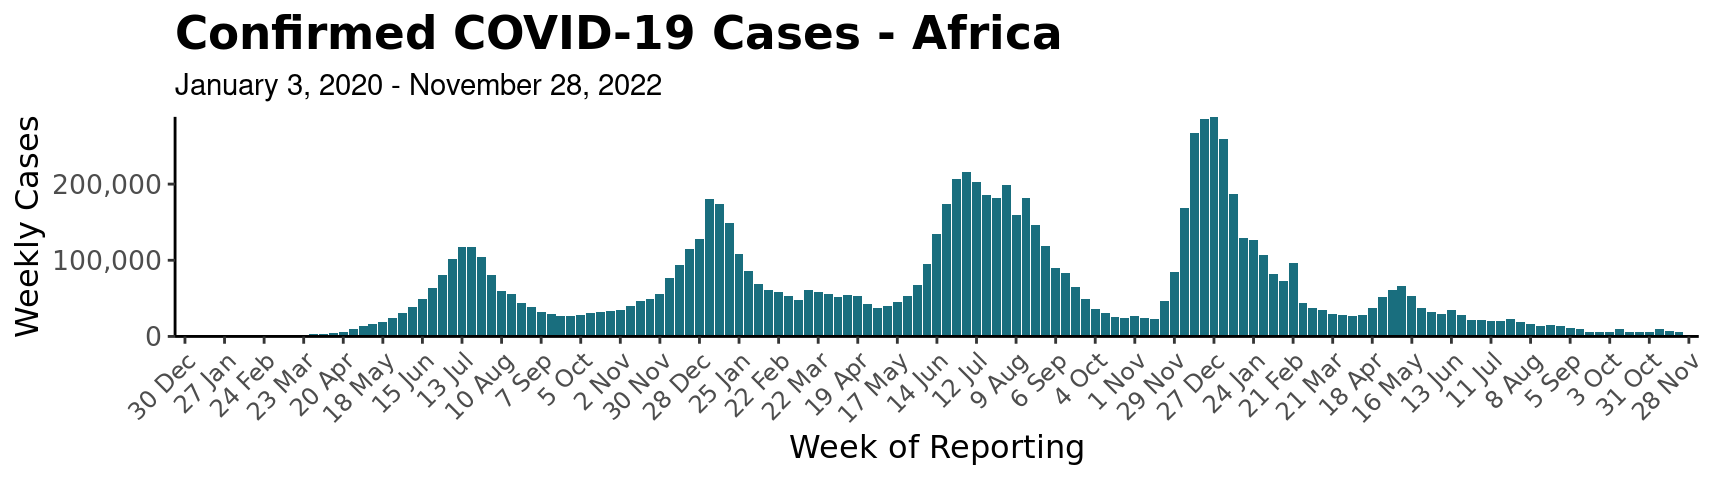 Confirmed COVID-19 Cases - Africa
January 3, 2020 - November 28, 2022
Weekly Cases
200,000
100,000
0
30 Dec
27 Jan
24 Feb
23 Mar
20 Apr
18 May
15 Jun
13 Jul
10 Aug
7 Sep
5 Oct
2 Nov
30 Nov
28 Dec
25 Jan
22 Feb
22 Mar
19 Apr
17 May
14 Jun
12 Jul
9 Aug
6 Sep
4 Oct
1 Nov
29 Nov
27 Dec
24 Jan
21 Feb
21 Mar
18 Apr
16 May
13 Jun
11 Jul
8 Aug
5 Sep
3 Oct
31 Oct
28 Nov
Week of Reporting